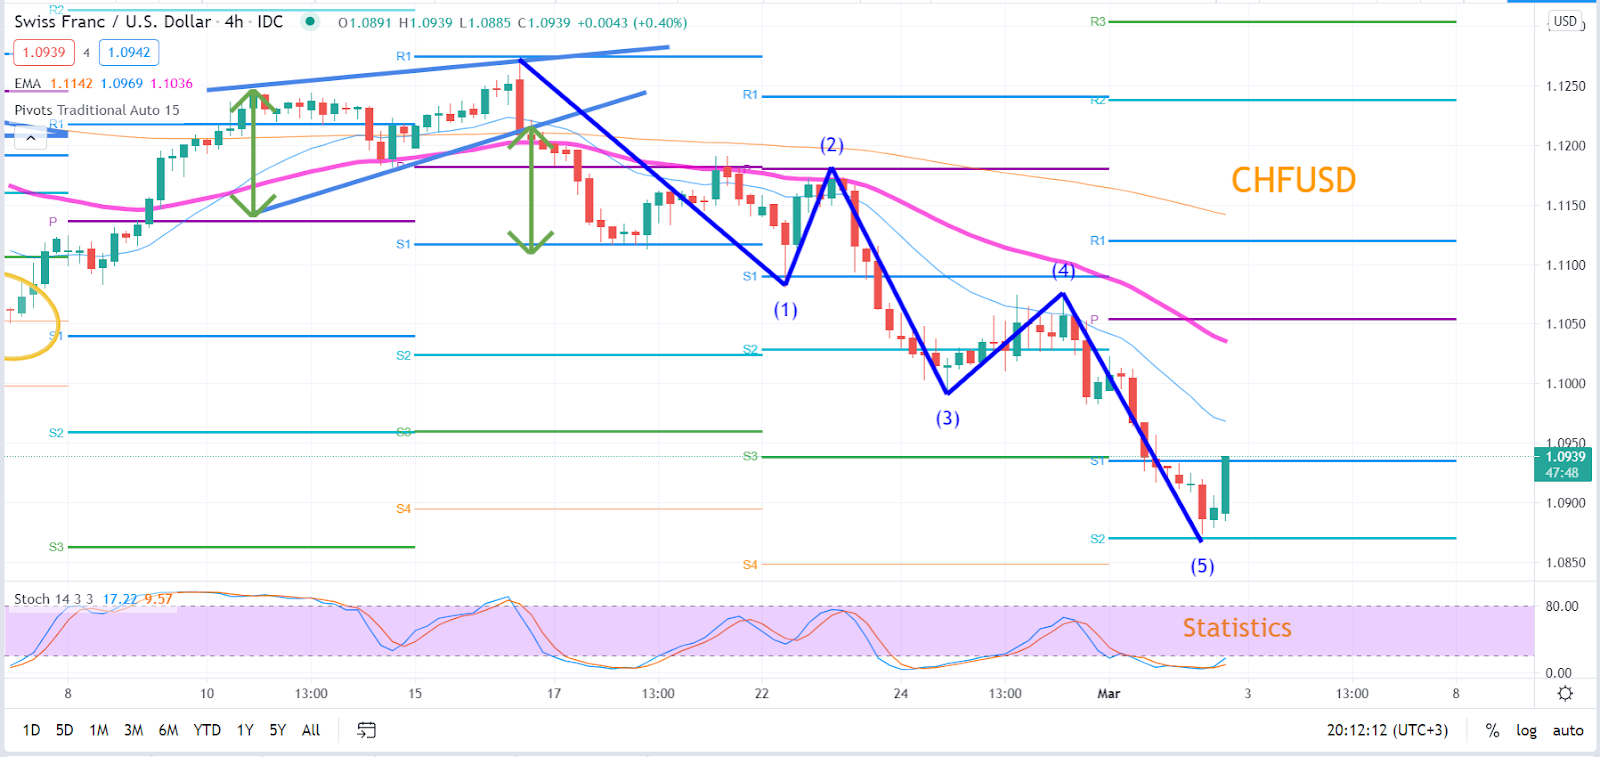 R2
Swiss Franc / U.S. Dollar · 4h · IDC O1.0891 H1.0939 L1.0885 C1.0939 +0.0043 (+0.40%)
1.0939 4 1.0942
EMA 1.1142 1.0969 1.1036
Pivots Traditional Auto 15
R1
P
S1
S2
S3
R1
P
S1
S2
S3
S4
R1
P
S1
S2
S3
S4
R3
R2
R1
P
S1
S2
(1)
(2)
(3)
(4)
(5)
CHFUSD
USD
1.1250
1.1200
1.1150
1.1100
1.1050
1.1000
1.0950
1.0939
47:48
1.0900
1.0850
Stoch 14 3 3 17.22 9.57
Statistics
80.00
0.00
8 10 13:00 15 17 13:00 22 24 13:00 Mar 3 13:00 8
1D 5D 1M 3M 6M YTD 1Y 5Y All 20:12:12 (UTC+3) % log auto